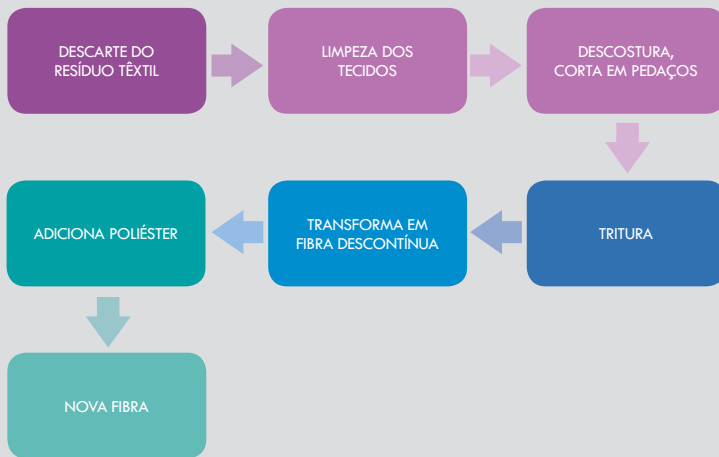 DESCARTE DO
RESÍDUO TÊXTIL
LIMPEZA DOS
TECIDOS
DESCOSTURA,
CORTA EM PEDAÇOS
TRITURA
TRANSFORMA EM
FIBRA DESCONTÍNUA
ADICIONA POLIÉSTER
NOVA FIBRA